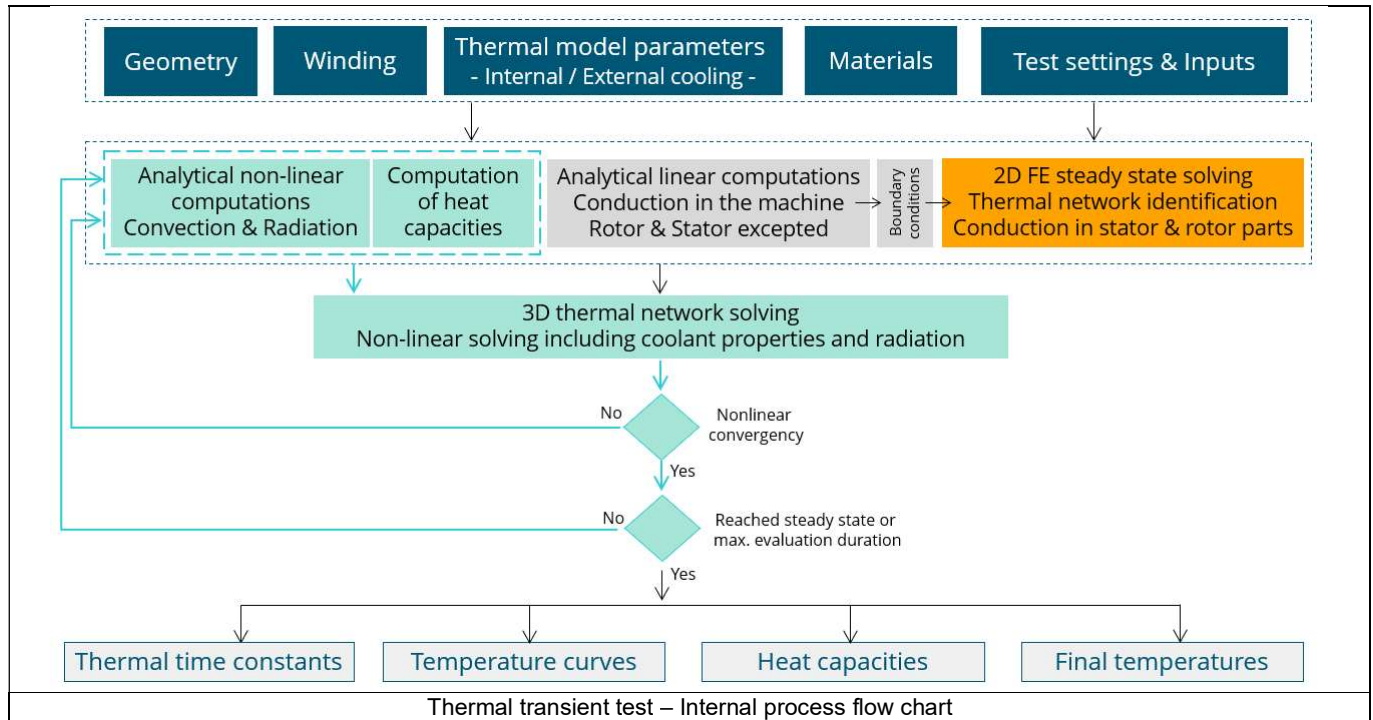 Geometry
Winding
Thermal model parameters
- Internal / External cooling -
Materials
Test settings & Inputs
Analytical non-linear
computations
Convection & Radiation
Computation
of heat
capacities
Analytical linear computations
Conduction in the machine
Rotor & Stator excepted
Boundary
conditions
2D FE steady state solving
Thermal network identification
Conduction in stator & rotor parts
3D thermal network solving
Non-linear solving including coolant properties and radiation
No
Nonlinear
convergency
Yes
No
Reached steady state or
max. evaluation duration
Yes
Thermal time constants
Temperature curves
Heat capacities
Final temperatures
Thermal transient test – Internal process flow chart